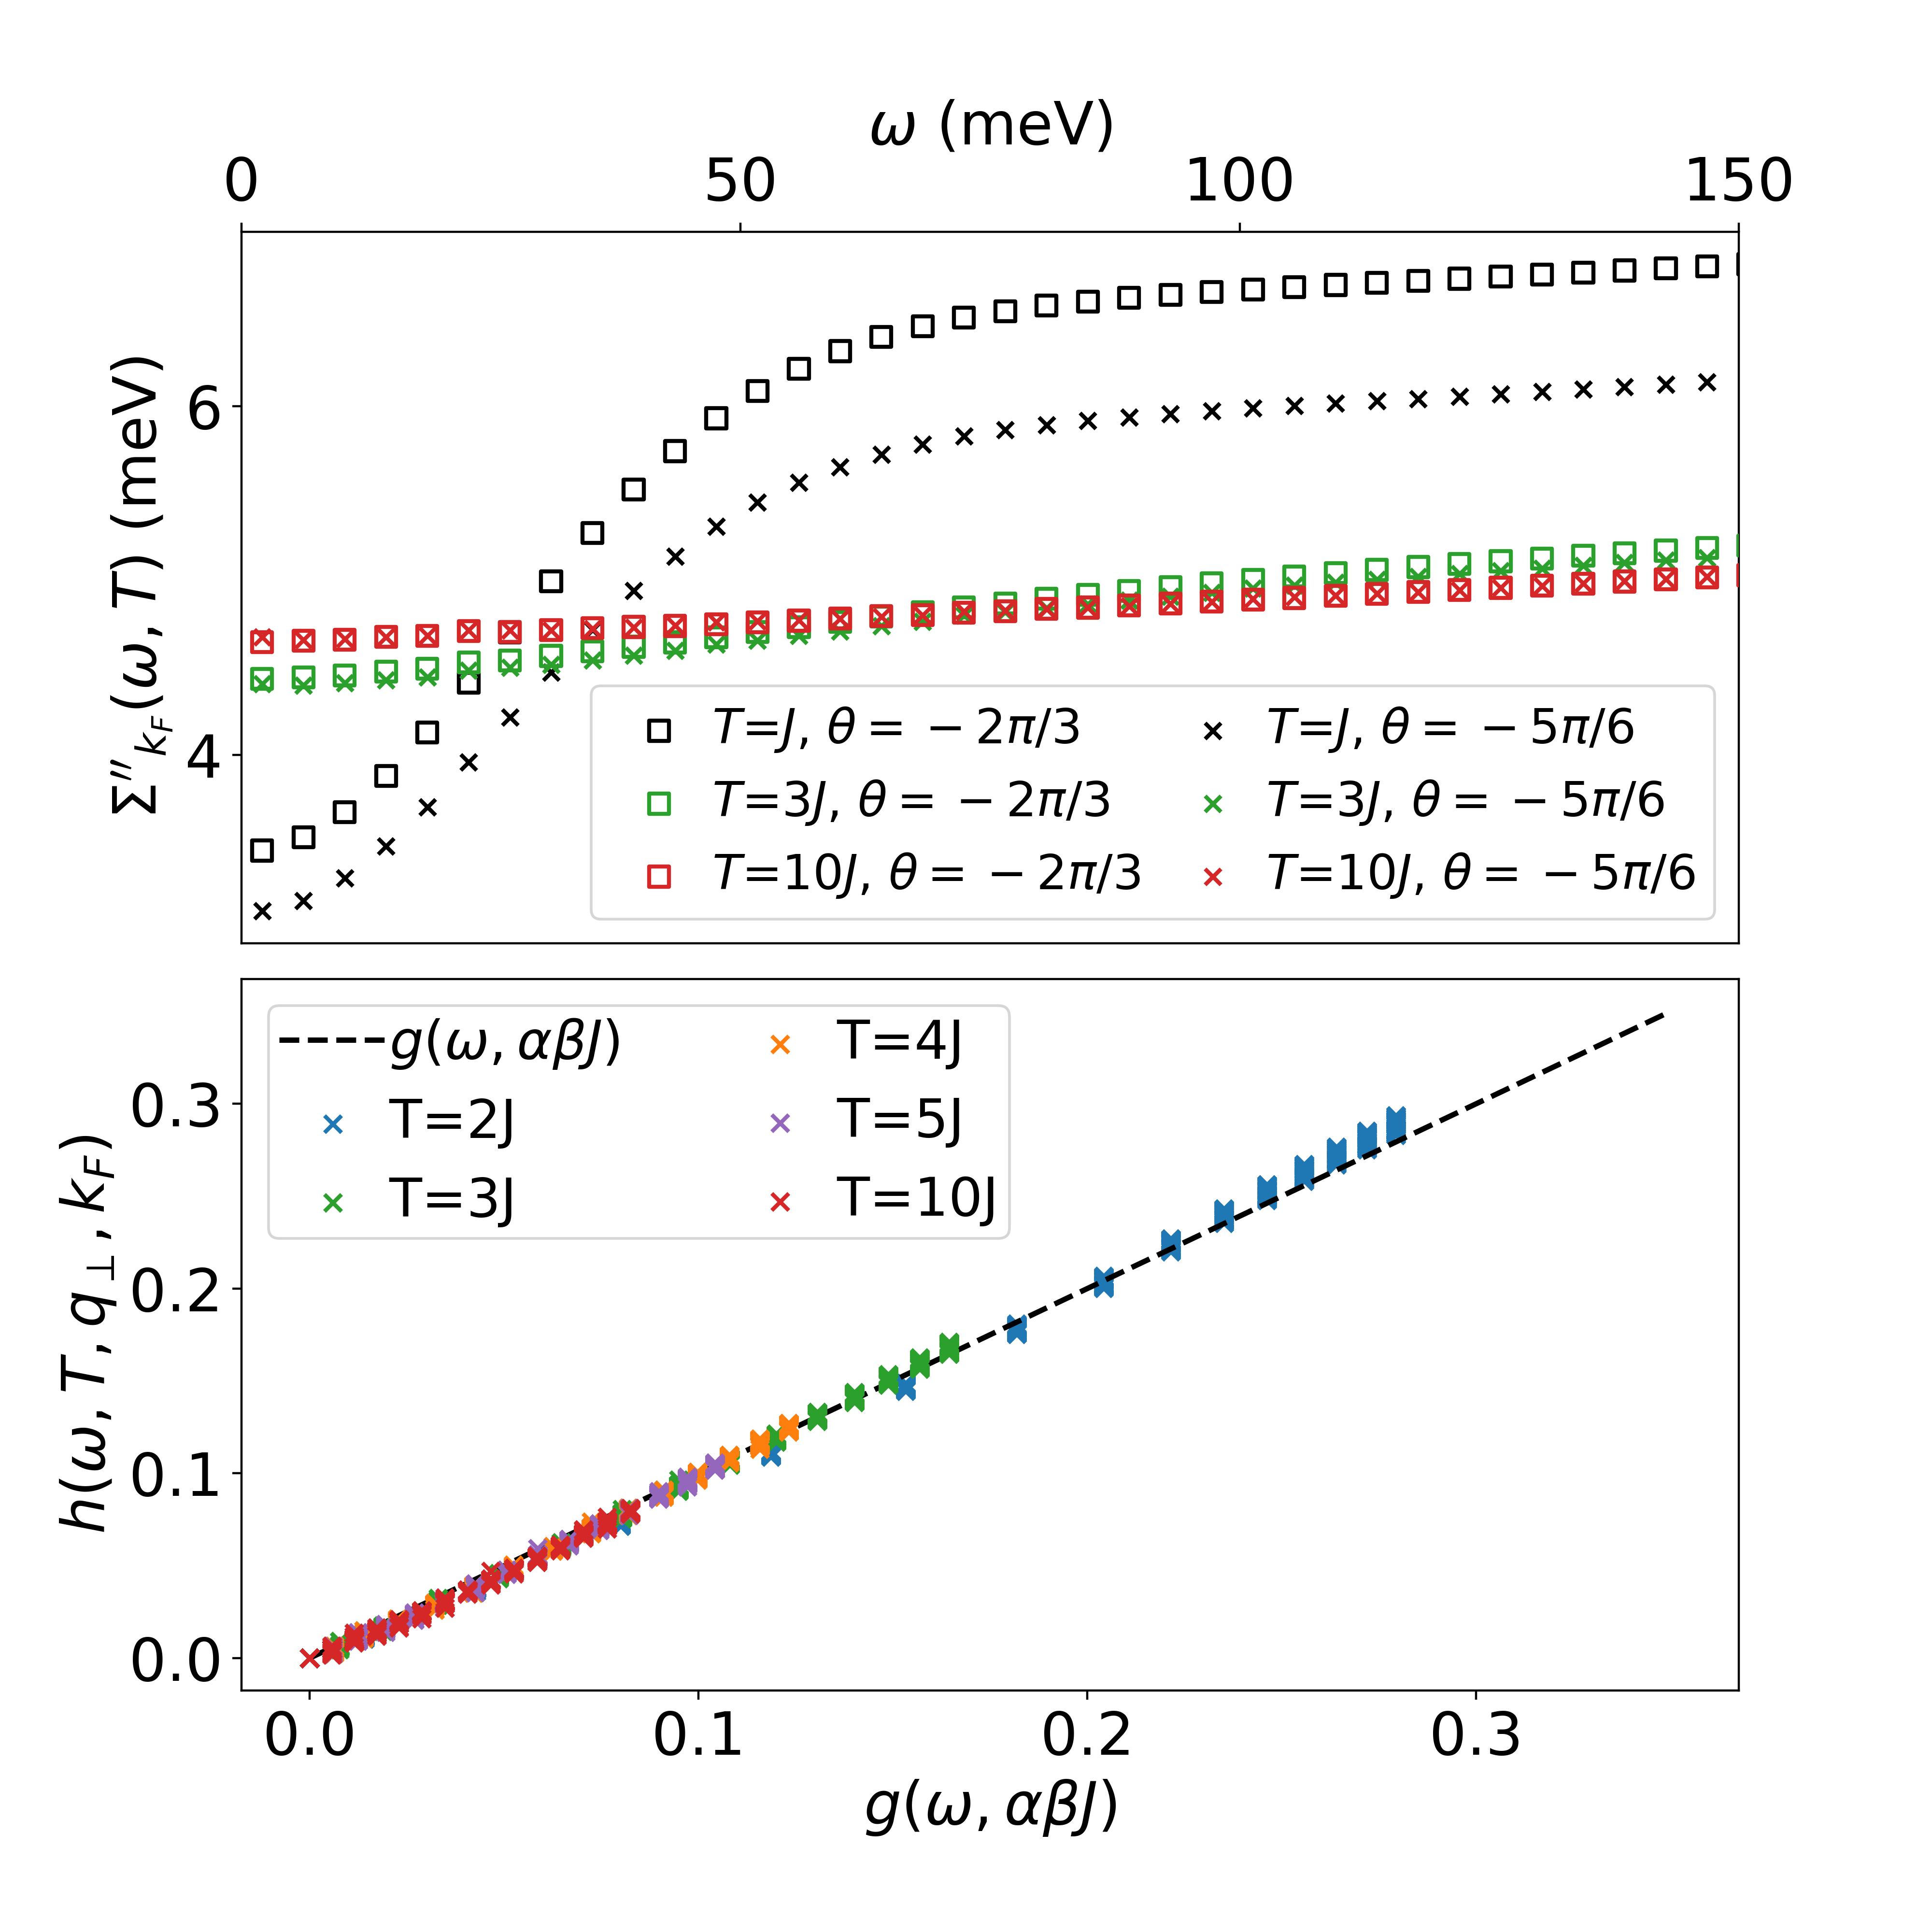 ω (meV)
0 50 100 150
Σ″k_F(ω, T) (meV)
6
4
T=J, θ = − 2π/3 T=J, θ = − 5π/6
T=3J, θ = − 2π/3 T=3J, θ = − 5π/6
T=10J, θ = − 2π/3 T=10J, θ = − 5π/6
h(ω, T, q⊥, k_F)
g(ω, αβJ) T=4J
T=2J T=5J
T=3J T=10J
0.3
0.2
0.1
0.0
0.0 0.1 0.2 0.3
g(ω, αβJ)